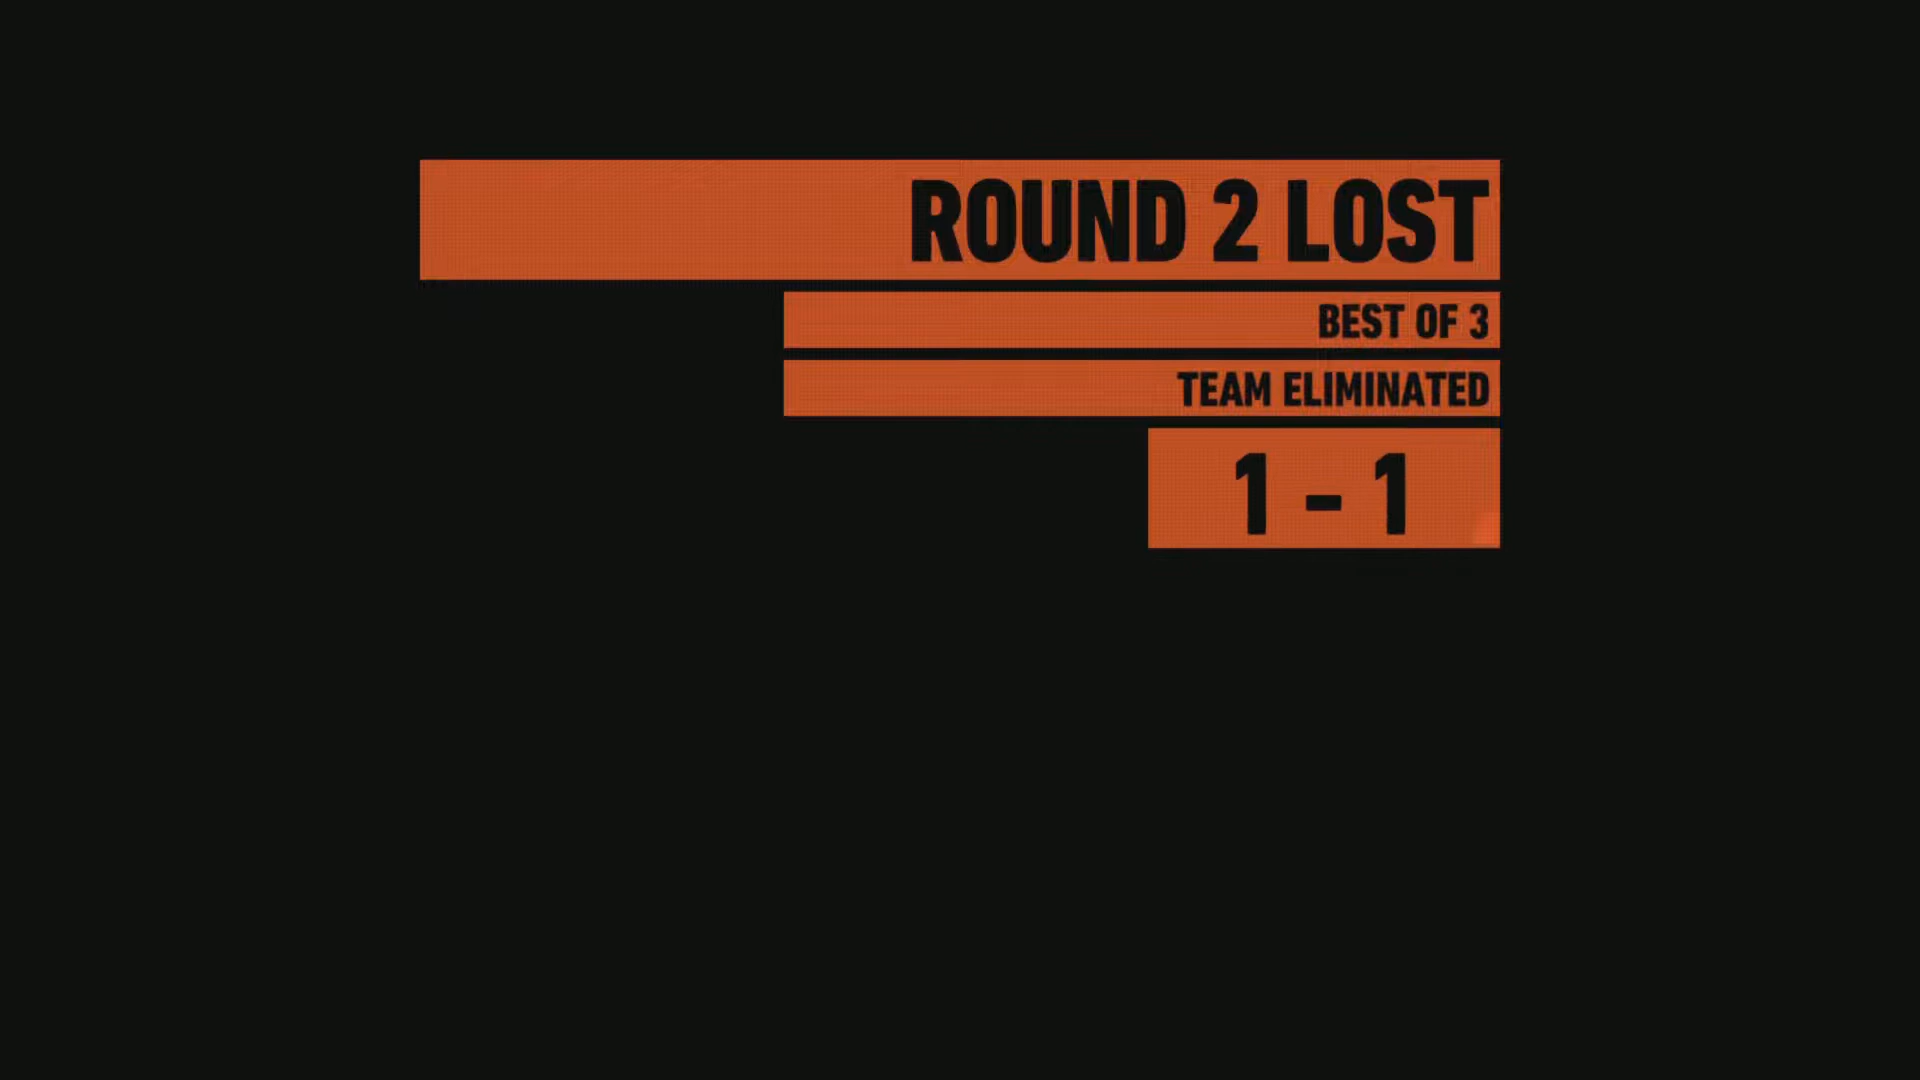 ROUND 2 LOST
BEST OF 3
TEAM ELIMINATED
1 - 1